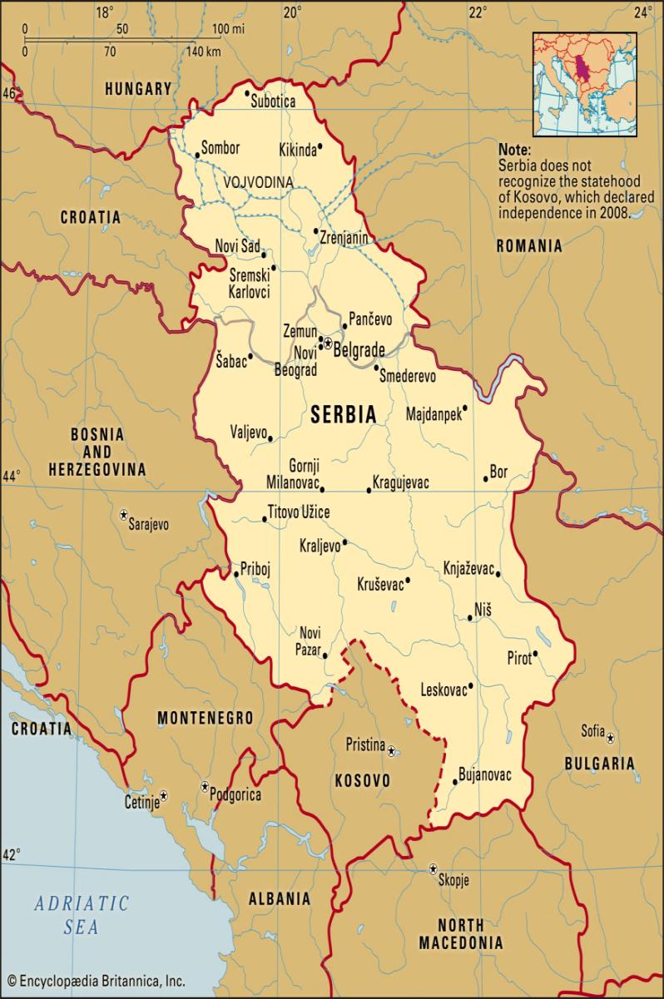 18°
20°
22°
24°
0
50
100 mi
0
70
140 km
HUNGARY
46°
Subotica
Sombor
Kikinda
VOJVODINA
Note:
Serbia does not
recognize the statehood
of Kosovo, which declared
independence in 2008.
CROATIA
Zrenjanin
ROMANIA
Novi Sad
Sremski
Karlovci
Pančevo
Zemun
Belgrade
Novi
Beograd
Šabac
Smederevo
SERBIA
Majdanpek
Valjevo
BOSNIA
AND
HERZEGOVINA
Gornji
Milanovac
Kragujevac
Bor
44°
Titovo Užice
Sarajevo
Kraljevo
Priboj
Kruševac
Knjaževac
Niš
Novi
Pazar
Pirot
Leskovac
MONTENEGRO
CROATIA
Pristina
KOSOVO
Sofia
BULGARIA
Bujanovac
Cetinje
Podgorica
42°
Skopje
ADRIATIC
SEA
ALBANIA
NORTH
MACEDONIA
© Encyclopædia Britannica, Inc.